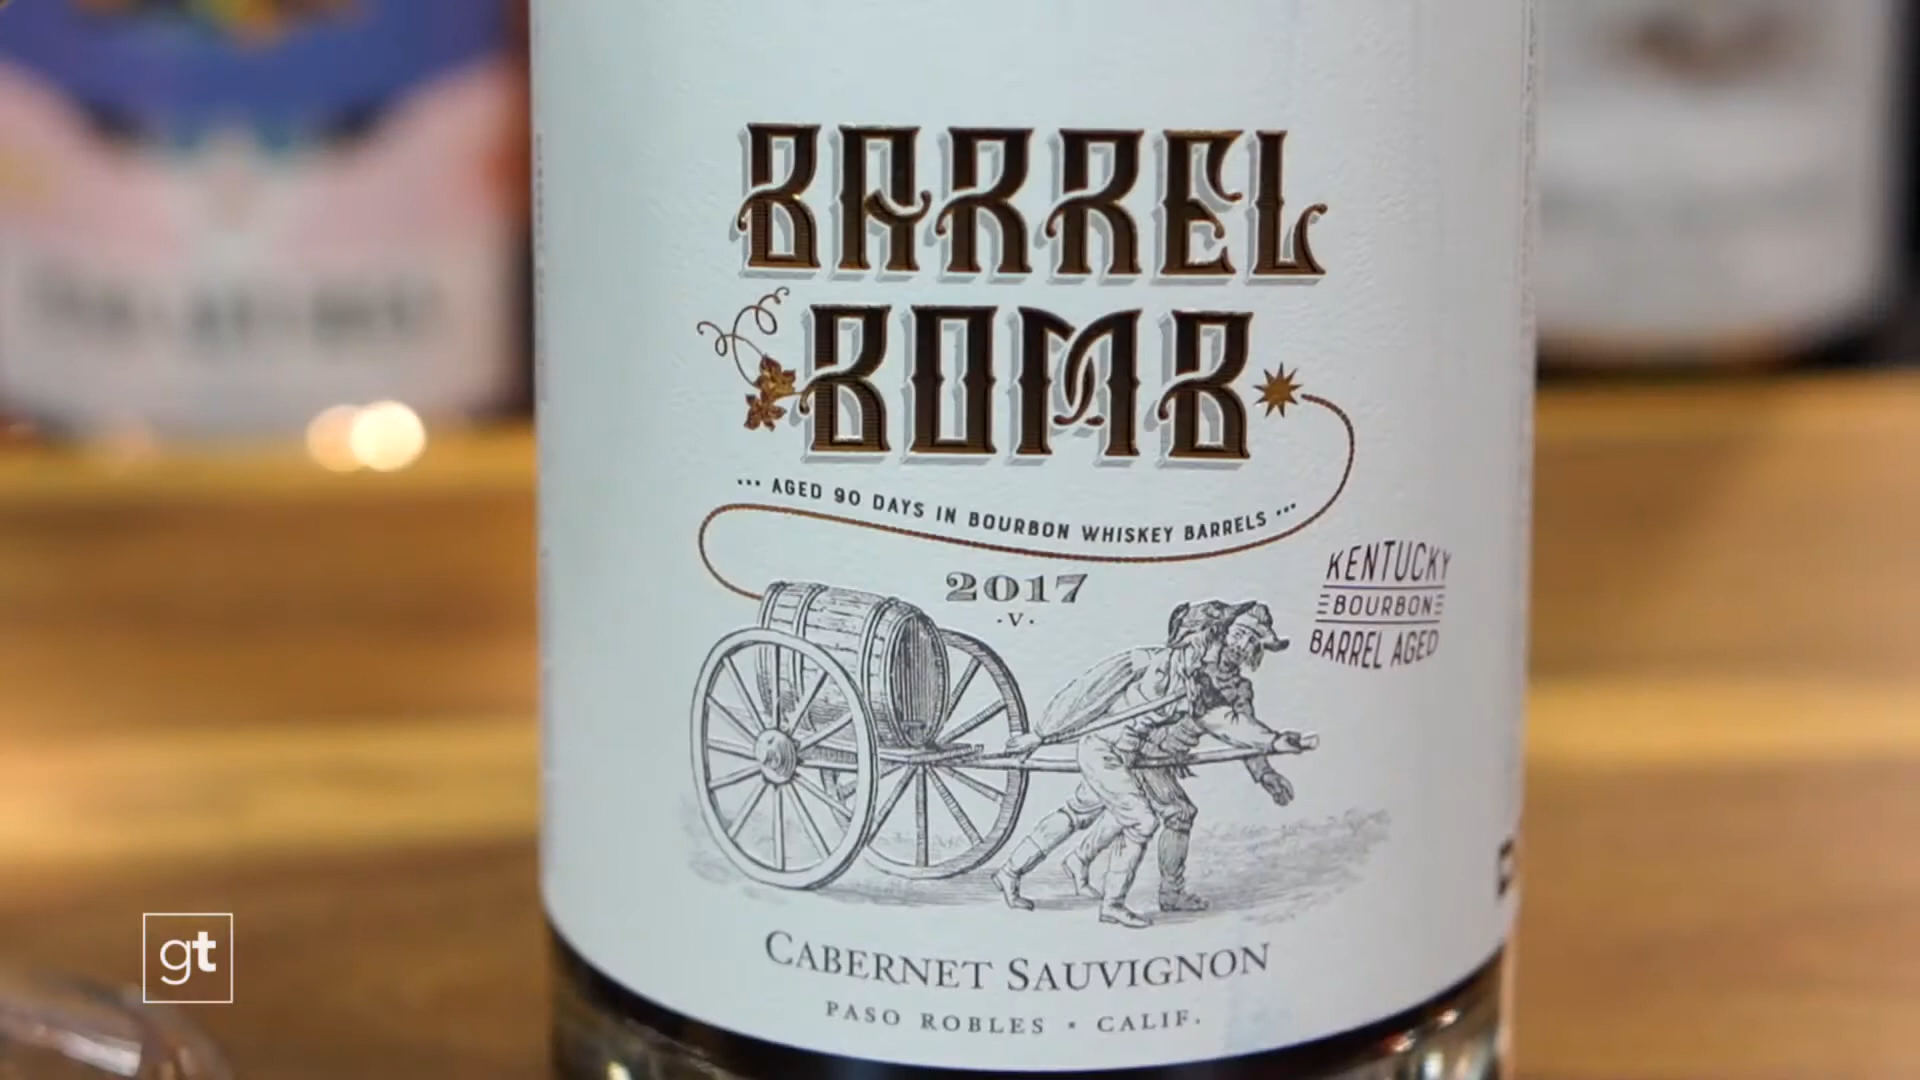 BARREL
BOMB
... AGED 90 DAYS IN BOURBON WHISKEY BARRELS ...
2017
·V·
KENTUCKY
BOURBON
BARREL AGED
CABERNET SAUVIGNON
PASO ROBLES • CALIF.
gt